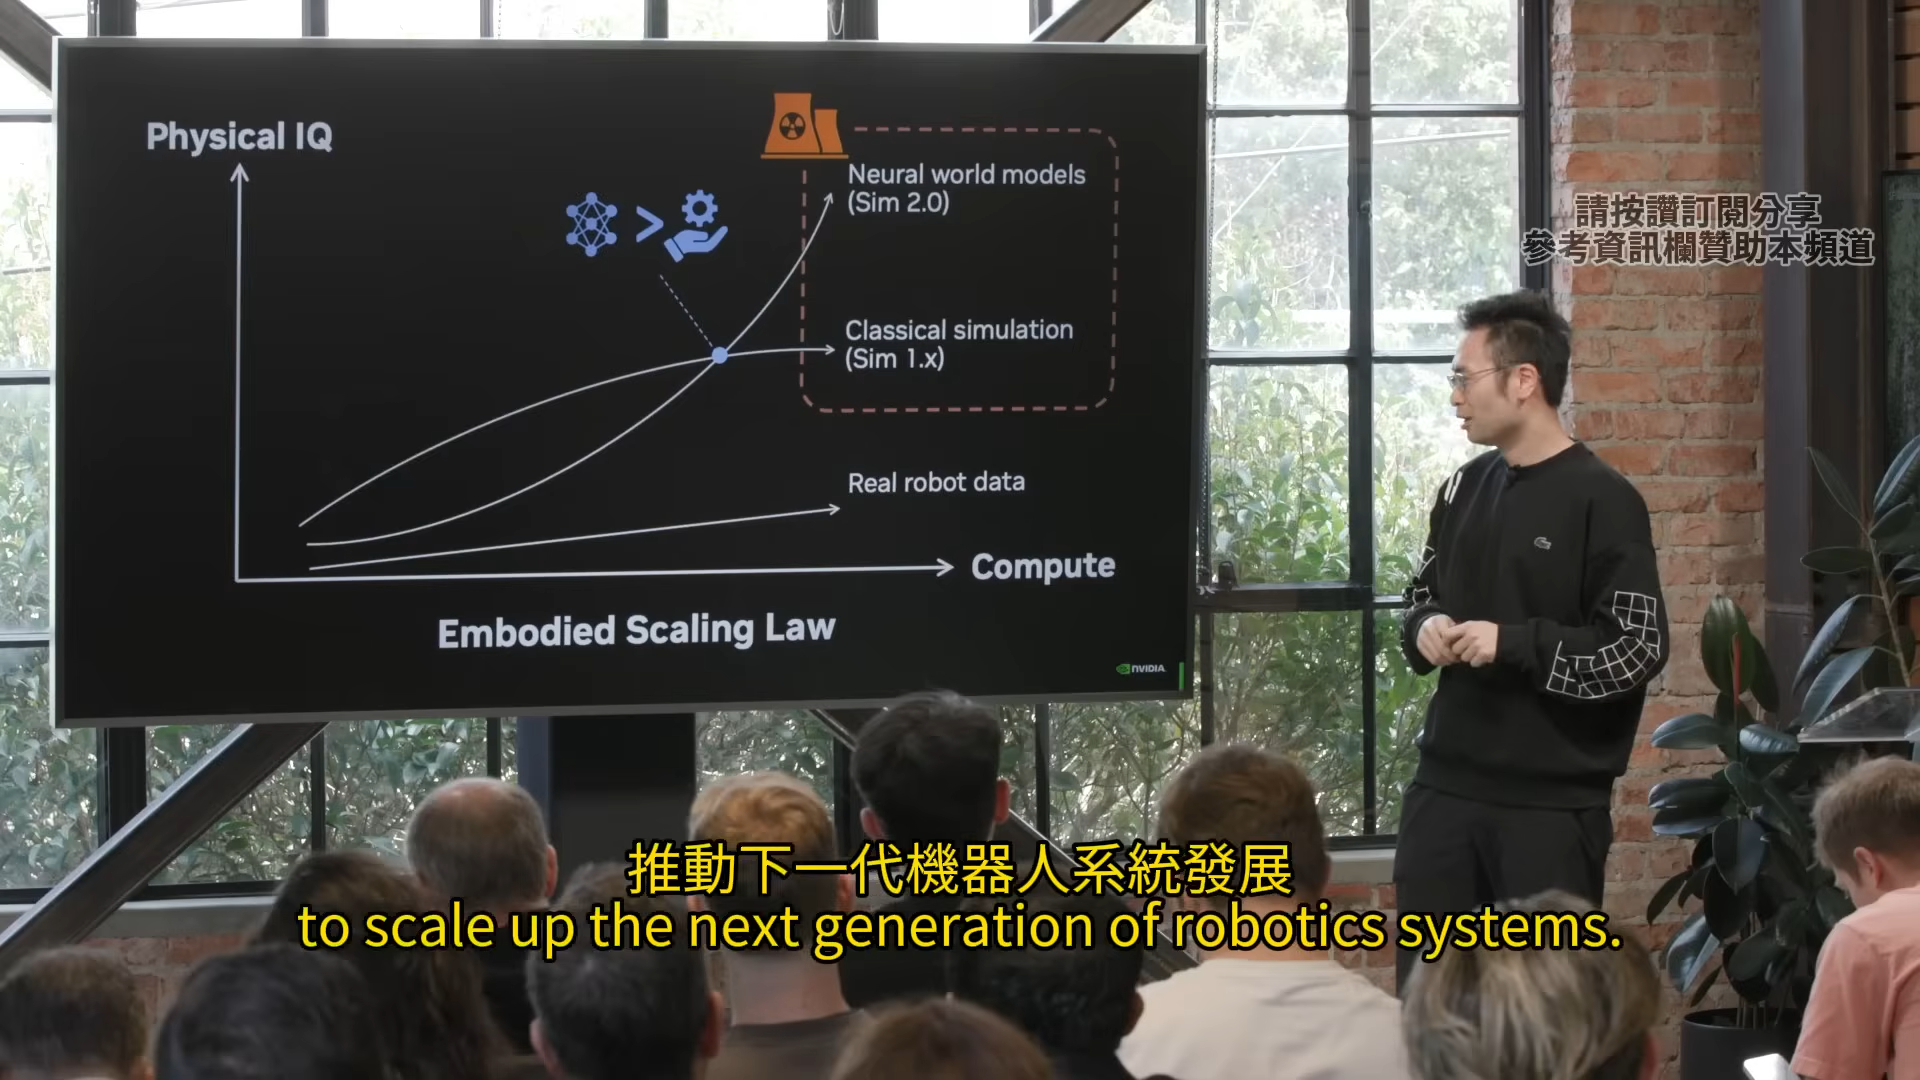 Physical IQ
Neural world models
(Sim 2.0)
>
Classical simulation
(Sim 1.x)
Real robot data
Compute
Embodied Scaling Law
NVIDIA
請按讚訂閱分享
參考資訊欄贊助本頻道
推動下一代機器人系統發展
to scale up the next generation of robotics systems.